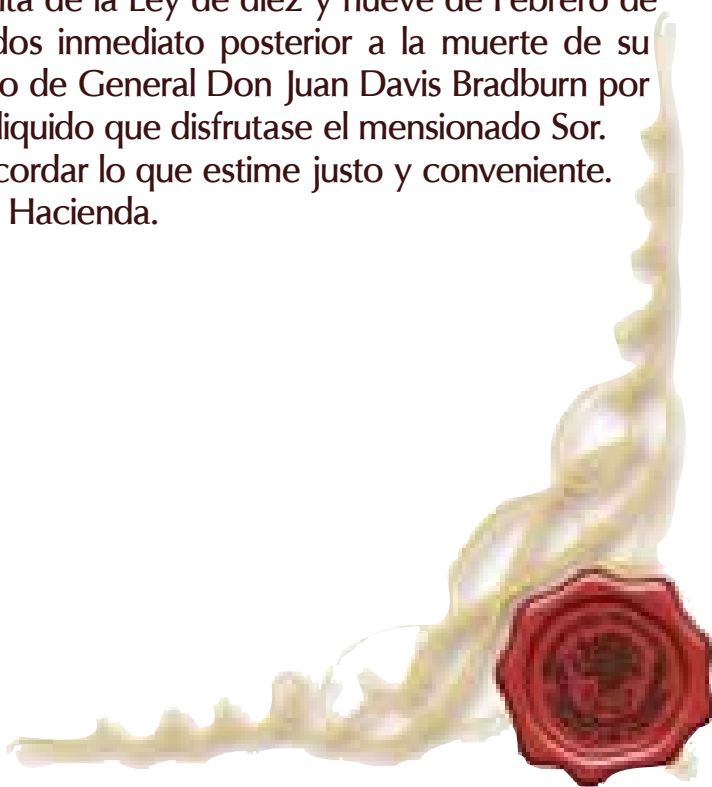 ta de la Ley de diez y nueve de Febrero de
dos inmediato posterior a la muerte de su
o de General Don Juan Davis Bradburn por
liquido que disfrutase el mensionado Sor.
cordar lo que estime justo y conveniente.
Hacienda.